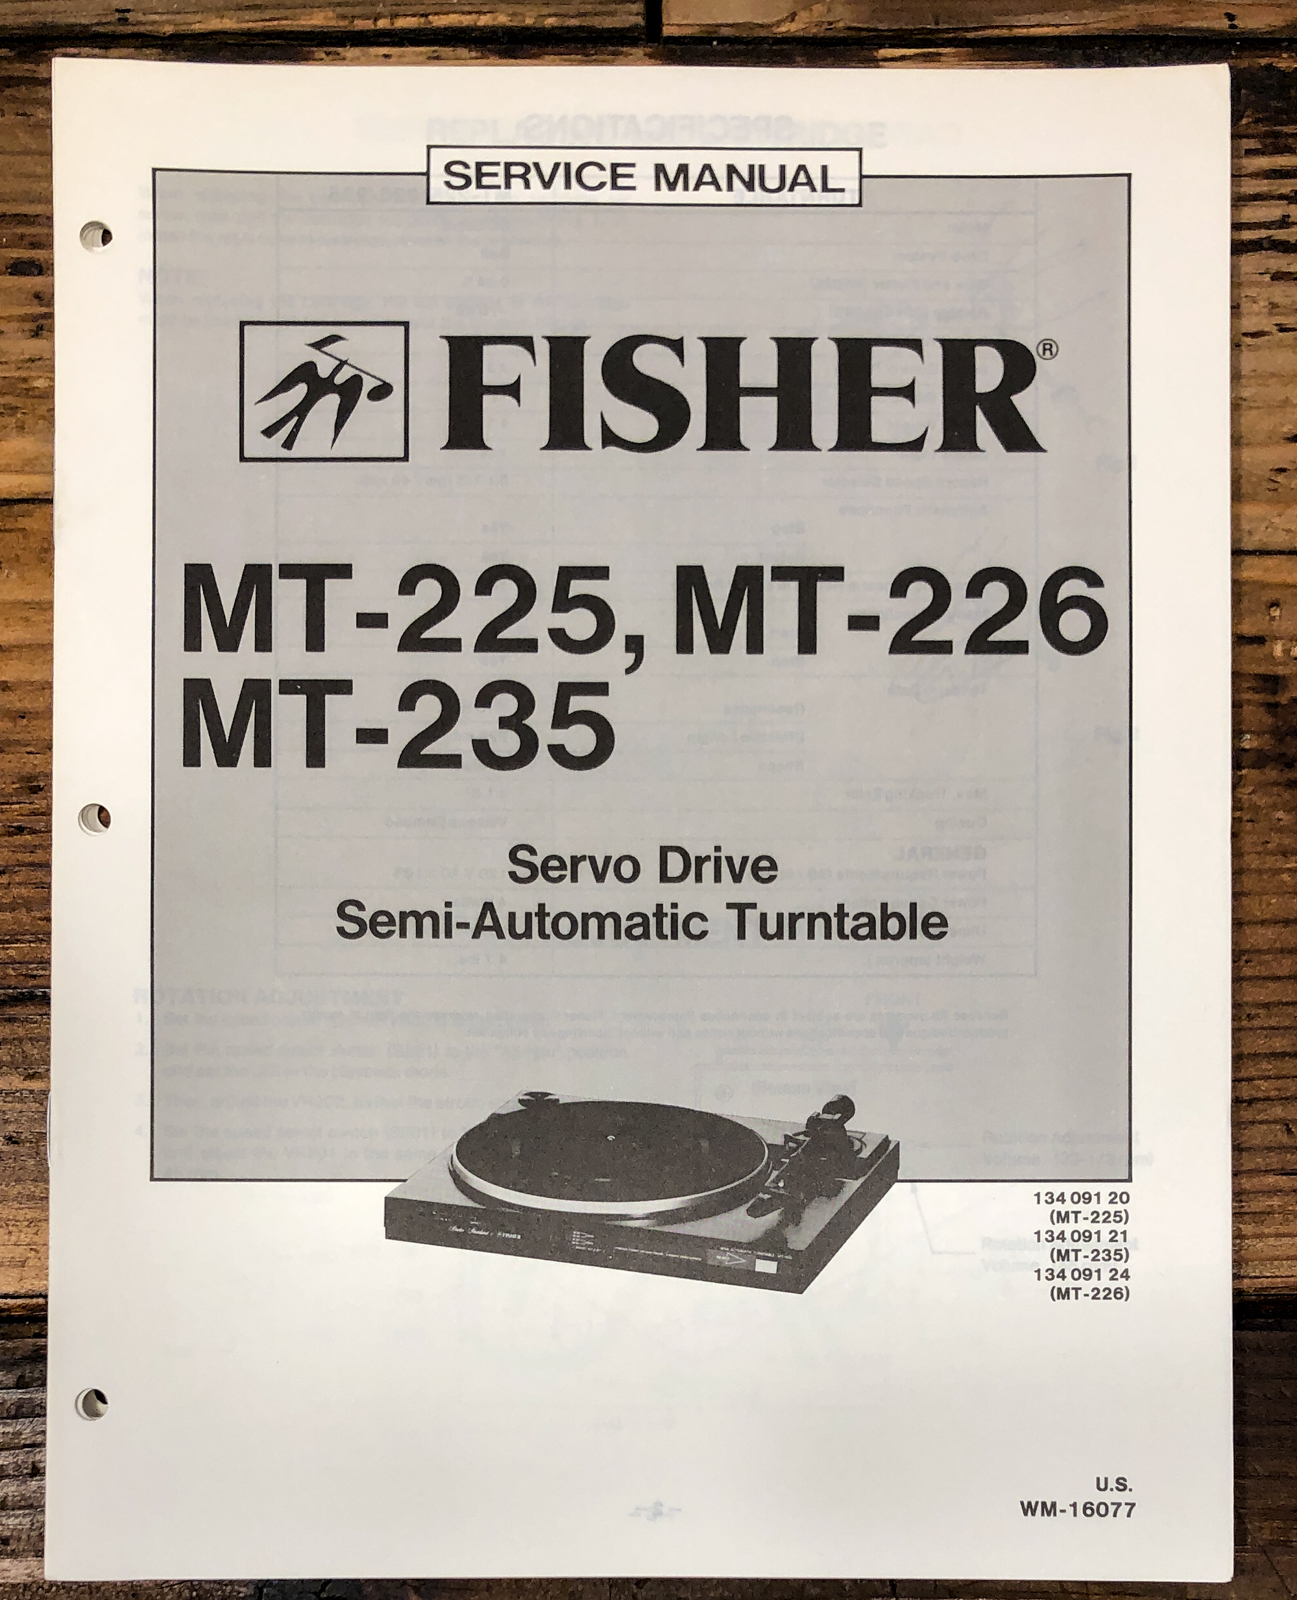 SERVICE MANUAL
FISHER®
MT-225, MT-226
MT-235
Servo Drive
Semi-Automatic Turntable
134 091 20
(MT-225)
134 091 21
(MT-235)
134 091 24
(MT-226)
U.S.
WM-16077